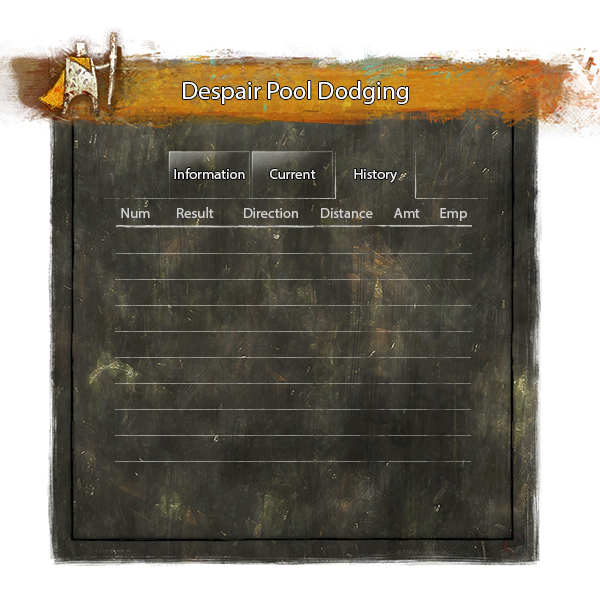 Despair Pool Dodging
Information Current History
Num Result Direction Distance Amt Emp